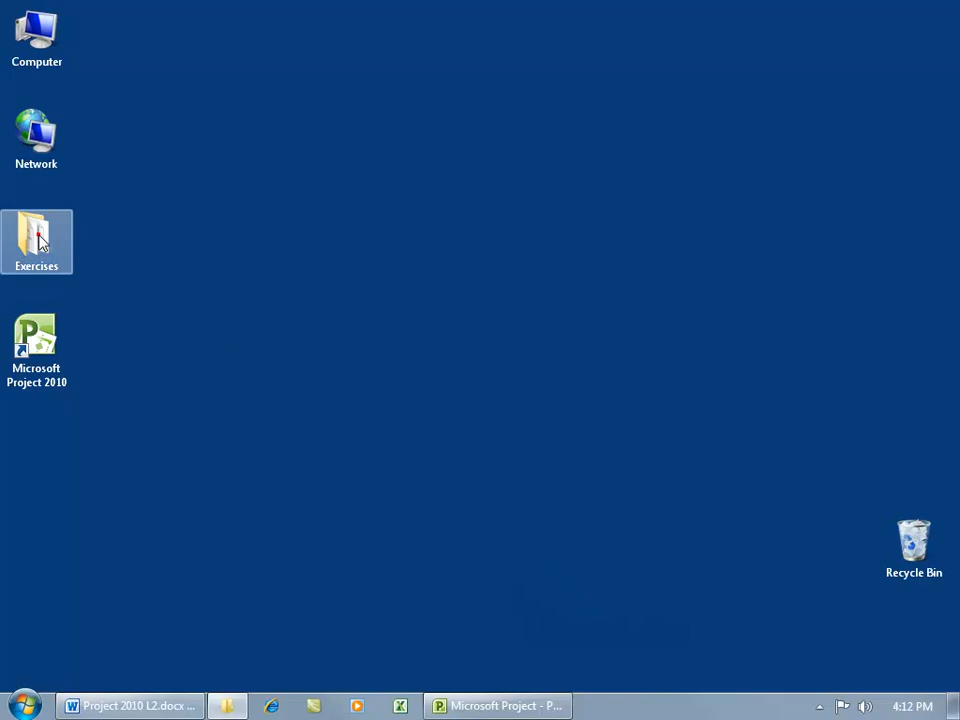 Computer
Network
Exercises
Microsoft
Project 2010
Recycle Bin
Project 2010 L2.docx ...
Microsoft Project - P...
4:12 PM